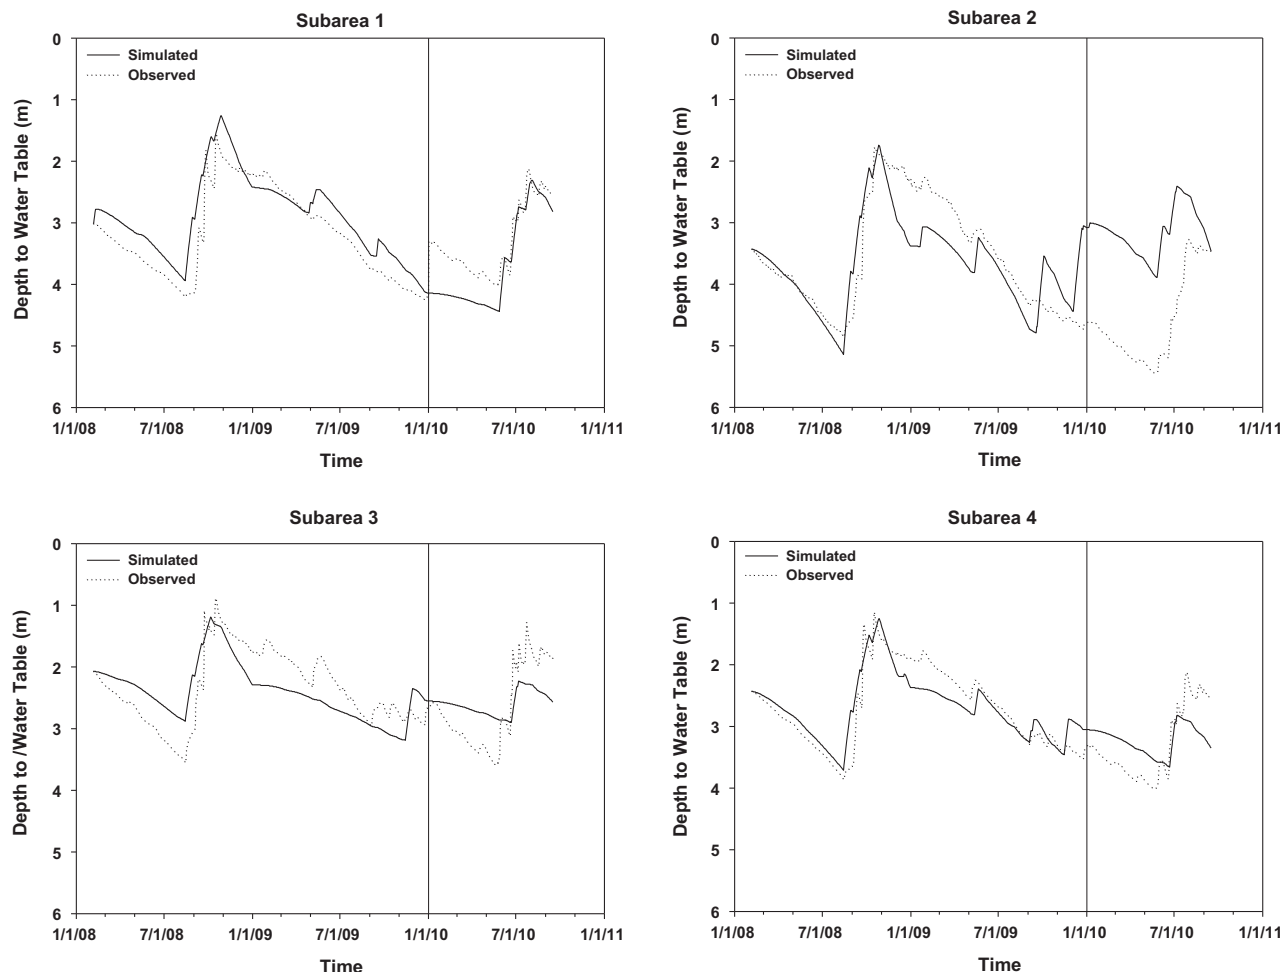 Subarea 1
0
1
2
3
4
5
6
Depth to Water Table (m)
Simulated
Observed
1/1/08 7/1/08 1/1/09 7/1/09 1/1/10 7/1/10 1/1/11
Time
Subarea 2
0
1
2
3
4
5
6
Depth to Water Table (m)
Simulated
Observed
1/1/08 7/1/08 1/1/09 7/1/09 1/1/10 7/1/10 1/1/11
Time
Subarea 3
0
1
2
3
4
5
6
Depth to /Water Table (m)
Simulated
Observed
1/1/08 7/1/08 1/1/09 7/1/09 1/1/10 7/1/10 1/1/11
Time
Subarea 4
0
1
2
3
4
5
6
Depth to Water Table (m)
Simulated
Observed
1/1/08 7/1/08 1/1/09 7/1/09 1/1/10 7/1/10 1/1/11
Time